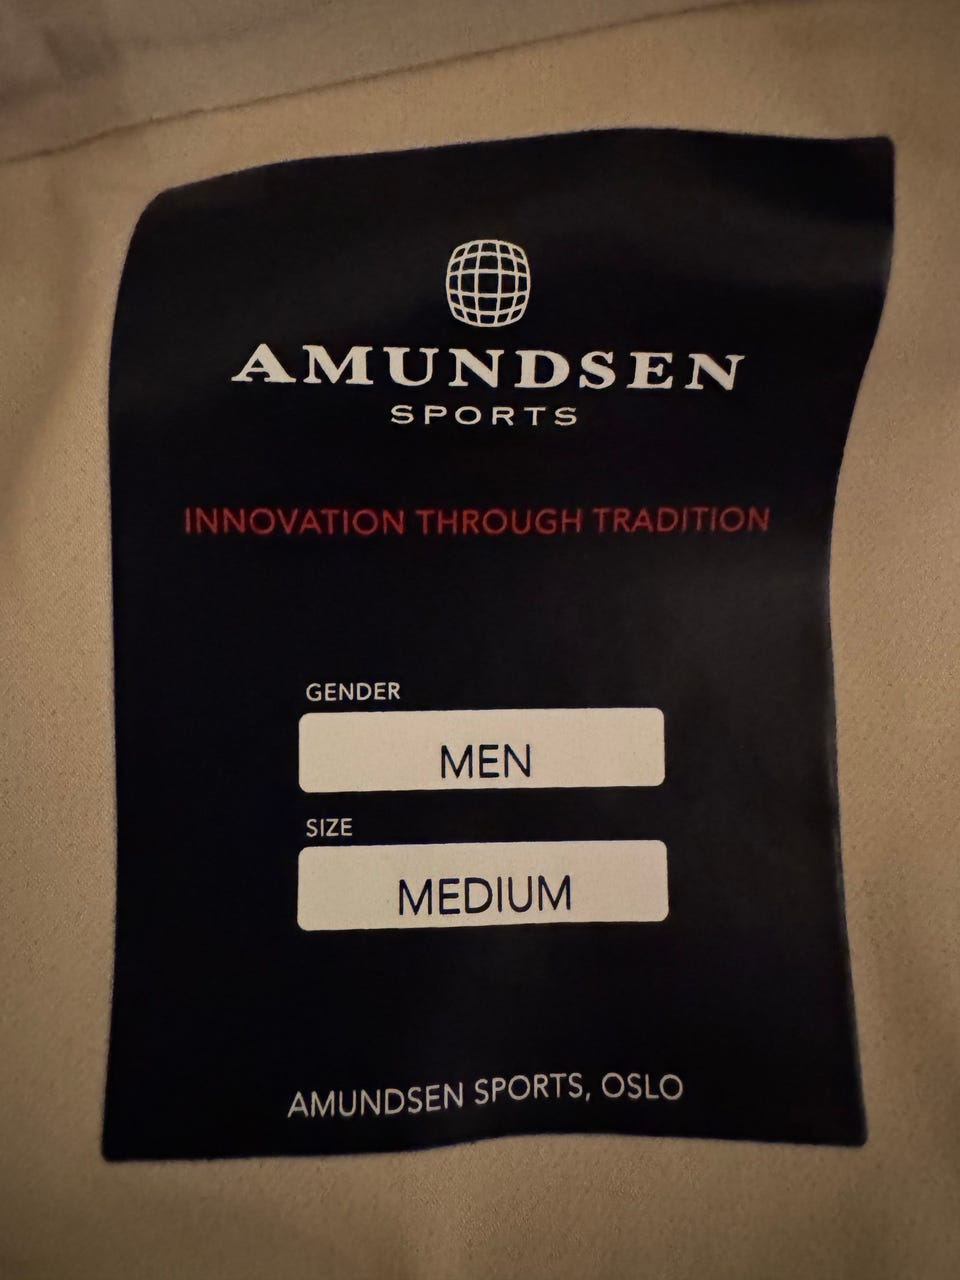 AMUNDSEN
SPORTS
INNOVATION THROUGH TRADITION
GENDER
MEN
SIZE
MEDIUM
AMUNDSEN SPORTS, OSLO